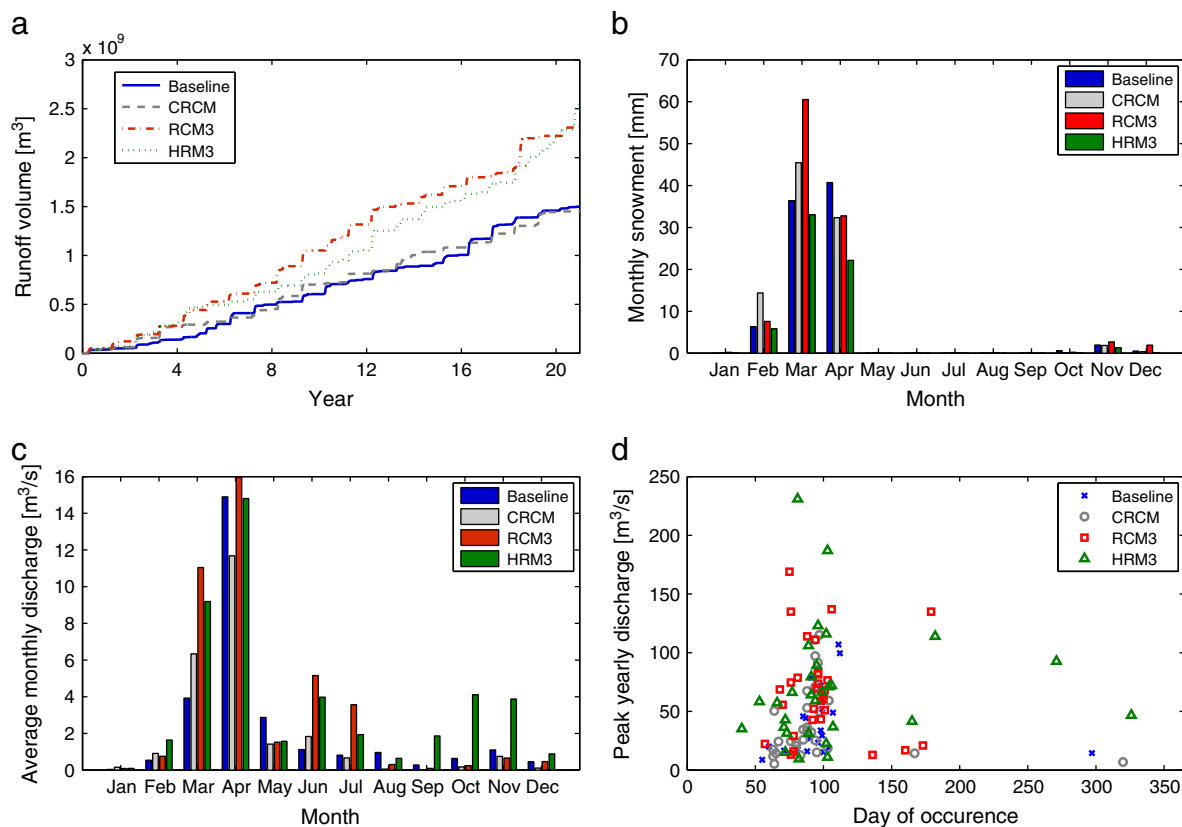 a
x 10^9
3
2.5
2
1.5
1
0.5
0
Runoff volume [m³]
Baseline
CRCM
RCM3
HRM3
0 4 8 12 16 20
Year
b
70
60
50
40
30
20
10
0
Monthly snowment [mm]
Baseline
CRCM
RCM3
HRM3
Jan Feb Mar Apr May Jun Jul Aug Sep Oct Nov Dec
Month
c
16
14
12
10
8
6
4
2
0
Average monthly discharge [m³/s]
Baseline
CRCM
RCM3
HRM3
Jan Feb Mar Apr May Jun Jul Aug Sep Oct Nov Dec
Month
d
250
200
150
100
50
0
Peak yearly discharge [m³/s]
Baseline
CRCM
RCM3
HRM3
0 50 100 150 200 250 300 350
Day of occurence